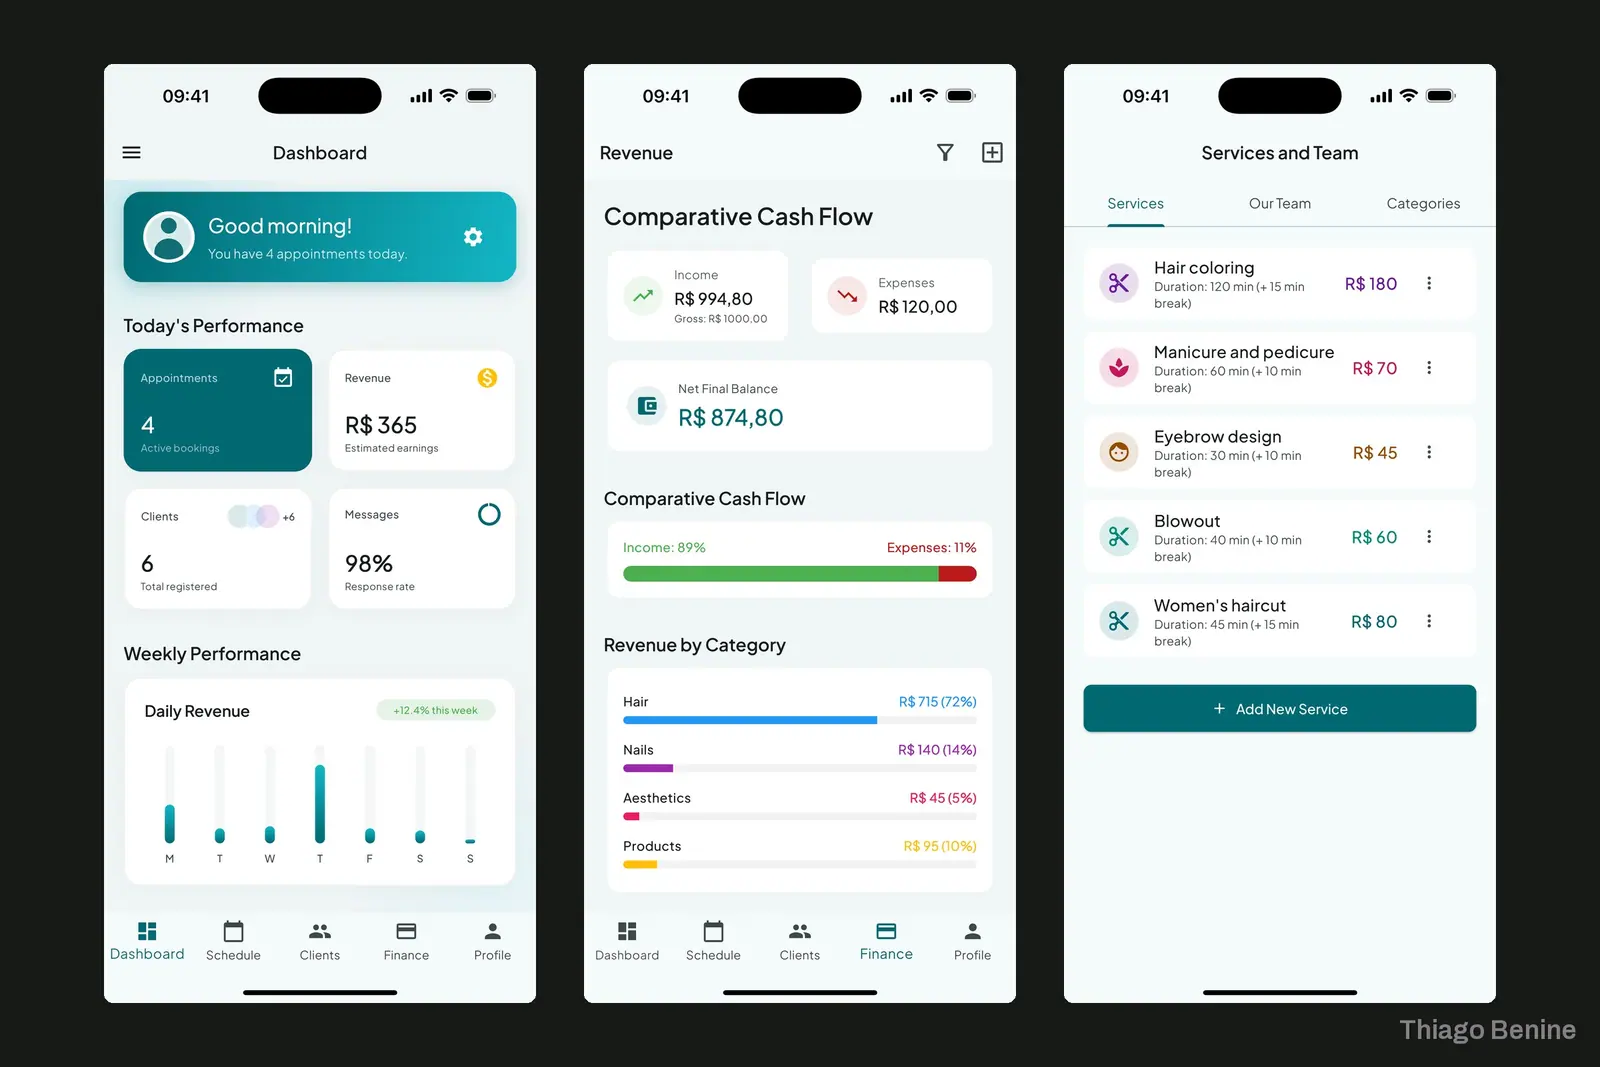 09:41
Dashboard
Good morning!
You have 4 appointments today.
Today's Performance
Appointments
4
Active bookings
Revenue
R$ 365
Estimated earnings
Clients
+6
6
Total registered
Messages
98%
Response rate
Weekly Performance
Daily Revenue
+12.4% this week
M T W T F S S
Dashboard Schedule Clients Finance Profile
09:41
Revenue
Comparative Cash Flow
Income
R$ 994,80
Gross: R$ 1000,00
Expenses
R$ 120,00
Net Final Balance
R$ 874,80
Comparative Cash Flow
Income: 89% Expenses: 11%
Revenue by Category
Hair R$ 715 (72%)
Nails R$ 140 (14%)
Aesthetics R$ 45 (5%)
Products R$ 95 (10%)
Dashboard Schedule Clients Finance Profile
09:41
Services and Team
Services Our Team Categories
Hair coloring
Duration: 120 min (+ 15 min
break)
R$ 180
Manicure and pedicure
Duration: 60 min (+ 10 min
break)
R$ 70
Eyebrow design
Duration: 30 min (+ 10 min
break)
R$ 45
Blowout
Duration: 40 min (+ 10 min
break)
R$ 60
Women's haircut
Duration: 45 min (+ 15 min
break)
R$ 80
+ Add New Service
Thiago Benine